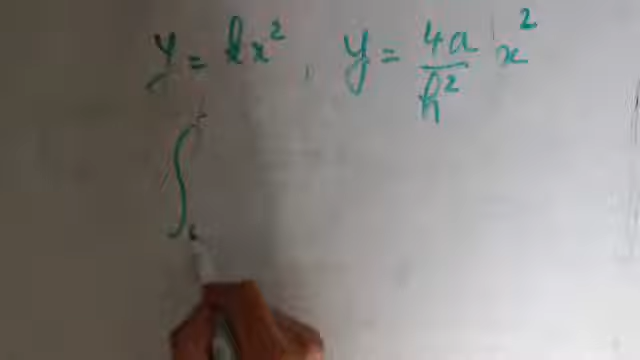 y = kx², y = 4a/h² x²
∫